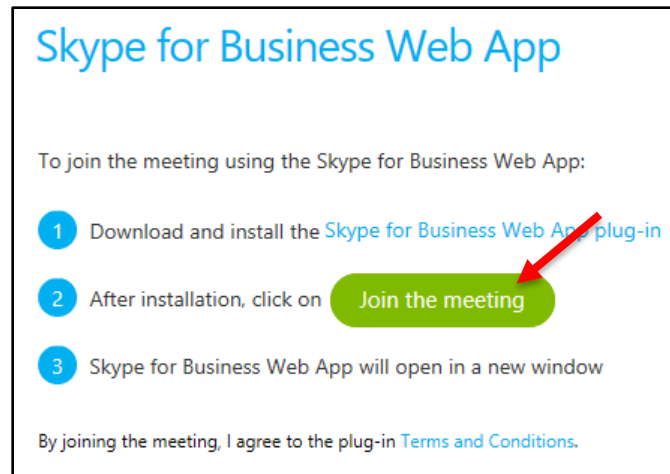 Skype for Business Web App
To join the meeting using the Skype for Business Web App:
1 Download and install the Skype for Business Web App plug-in
2 After installation, click on Join the meeting
3 Skype for Business Web App will open in a new window
By joining the meeting, I agree to the plug-in Terms and Conditions.